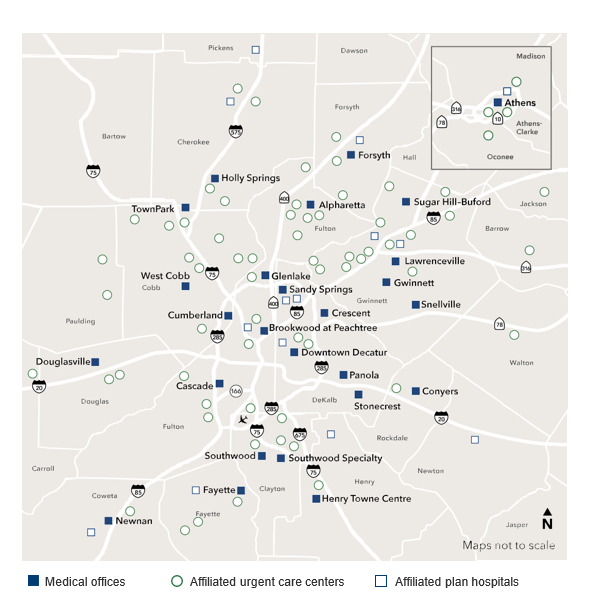 Pickens
Dawson
Madison
575
Forsyth
316
Athens
Bartow
78
10
Athens-
Clarke
Cherokee
Forsyth
Hall
Oconee
75
Holly Springs
400
TownPark
Alpharetta
Sugar Hill-Buford
Jackson
85
Fulton
Barrow
Lawrenceville
316
West Cobb
75
Glenlake
Gwinnett
Cobb
Sandy Springs
400
Gwinnett
Snellville
85
Cumberland
Crescent
Paulding
Brookwood at Peachtree
78
285
Downtown Decatur
Douglasville
Walton
285
20
Cascade
Panola
166
Conyers
Douglas
DeKalb
Stonecrest
285
20
Fulton
75
675
Rockdale
Southwood
Southwood Specialty
Carroll
75
Newton
Henry
85
Fayette
Clayton
Coweta
Henry Towne Centre
Newnan
Fayette
N
Jasper
Maps not to scale
Medical offices
Affiliated urgent care centers
Affiliated plan hospitals